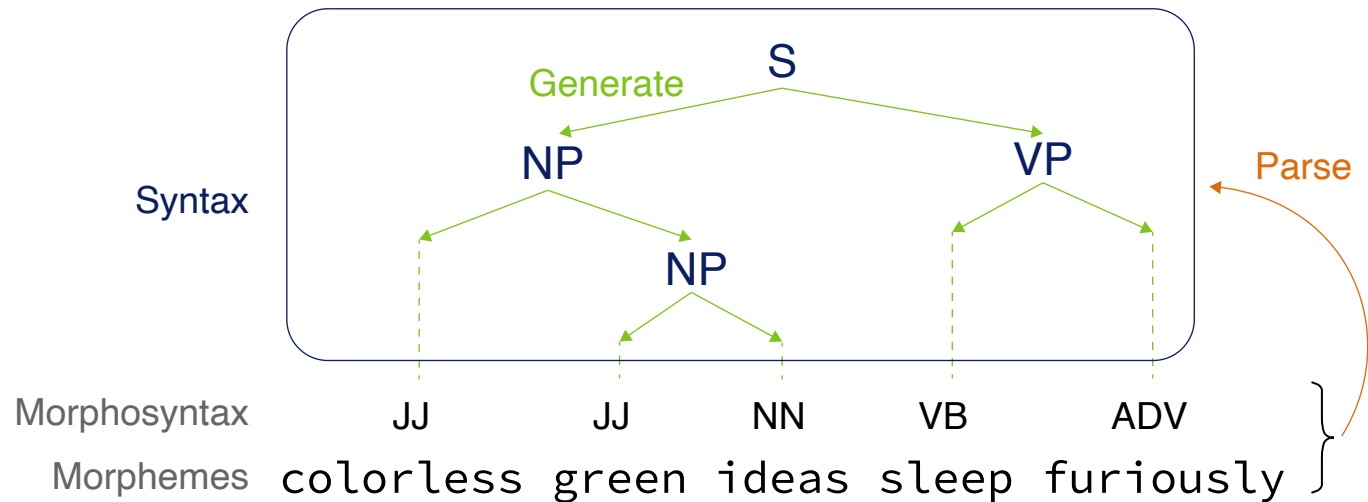 S
Generate
NP VP
Parse
Syntax
NP
Morphosyntax JJ JJ NN VB ADV
Morphemes colorless green ideas sleep furiously